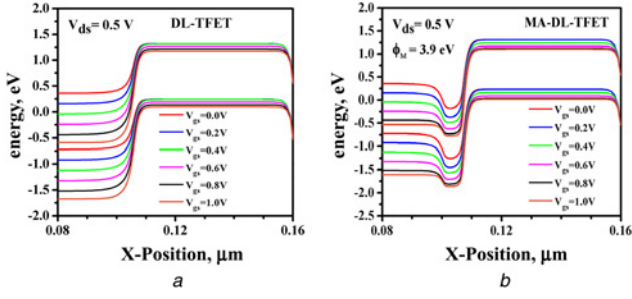 V_ds= 0.5 V
DL-TFET
energy, eV
2.0
1.5
1.0
0.5
0.0
-0.5
-1.0
-1.5
-2.0
V_gs=0.0V
V_gs=0.2V
V_gs=0.4V
V_gs=0.6V
V_gs=0.8V
V_gs=1.0V
0.08
0.12
0.16
X-Position, μm
a
V_ds=0.5 V
MA-DL-TFET
ϕ_M = 3.9 eV
energy, eV
2.0
1.5
1.0
0.5
0.0
-0.5
-1.0
-1.5
-2.0
-2.5
V_gs=0.0V
V_gs=0.2V
V_gs=0.4V
V_gs=0.6V
V_gs=0.8V
V_gs=1.0V
0.08
0.12
0.16
X-Position, μm
b